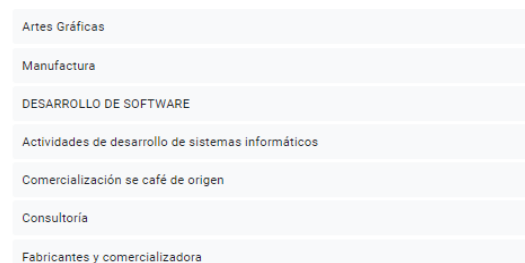 Artes Gráficas
Manufactura
DESARROLLO DE SOFTWARE
Actividades de desarrollo de sistemas informáticos
Comercialización se café de origen
Consultoría
Fabricantes y comercializadora